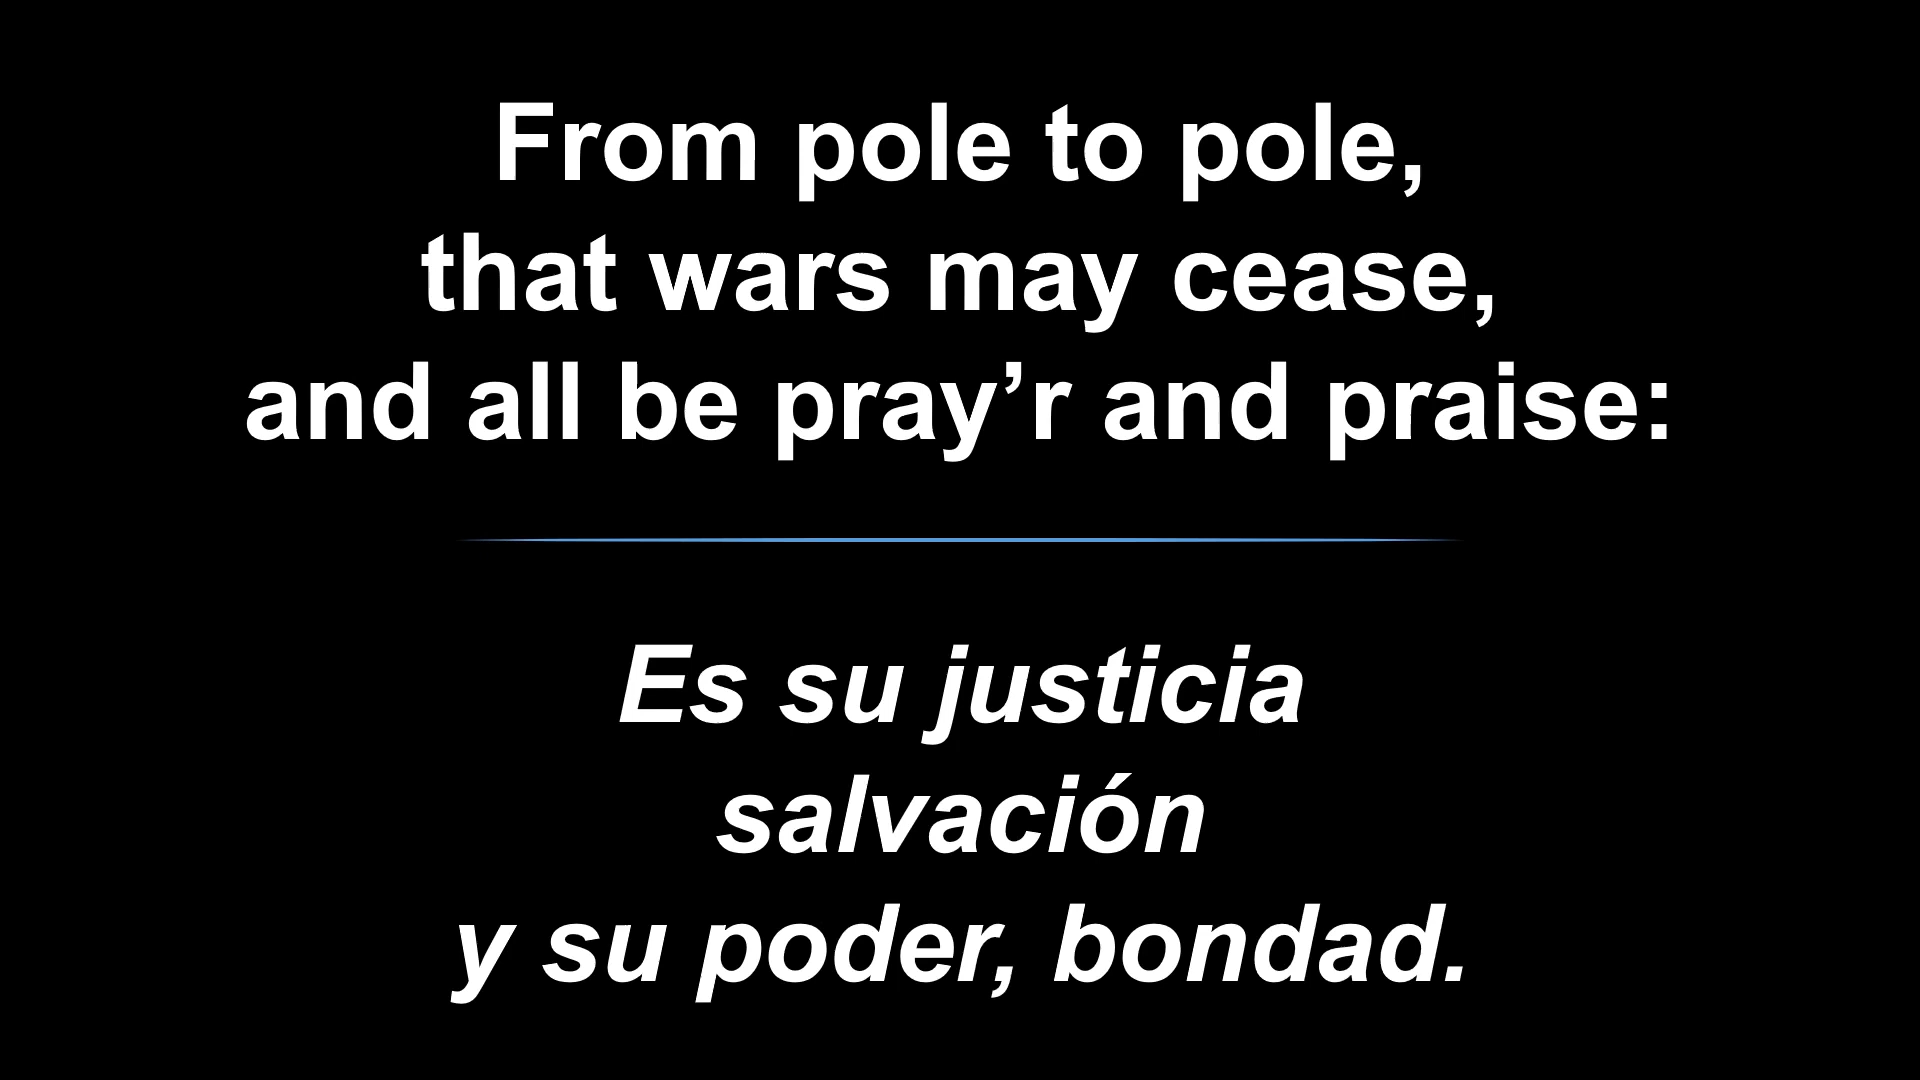 From pole to pole,
that wars may cease,
and all be pray’r and praise:
Es su justicia
salvación
y su poder, bondad.